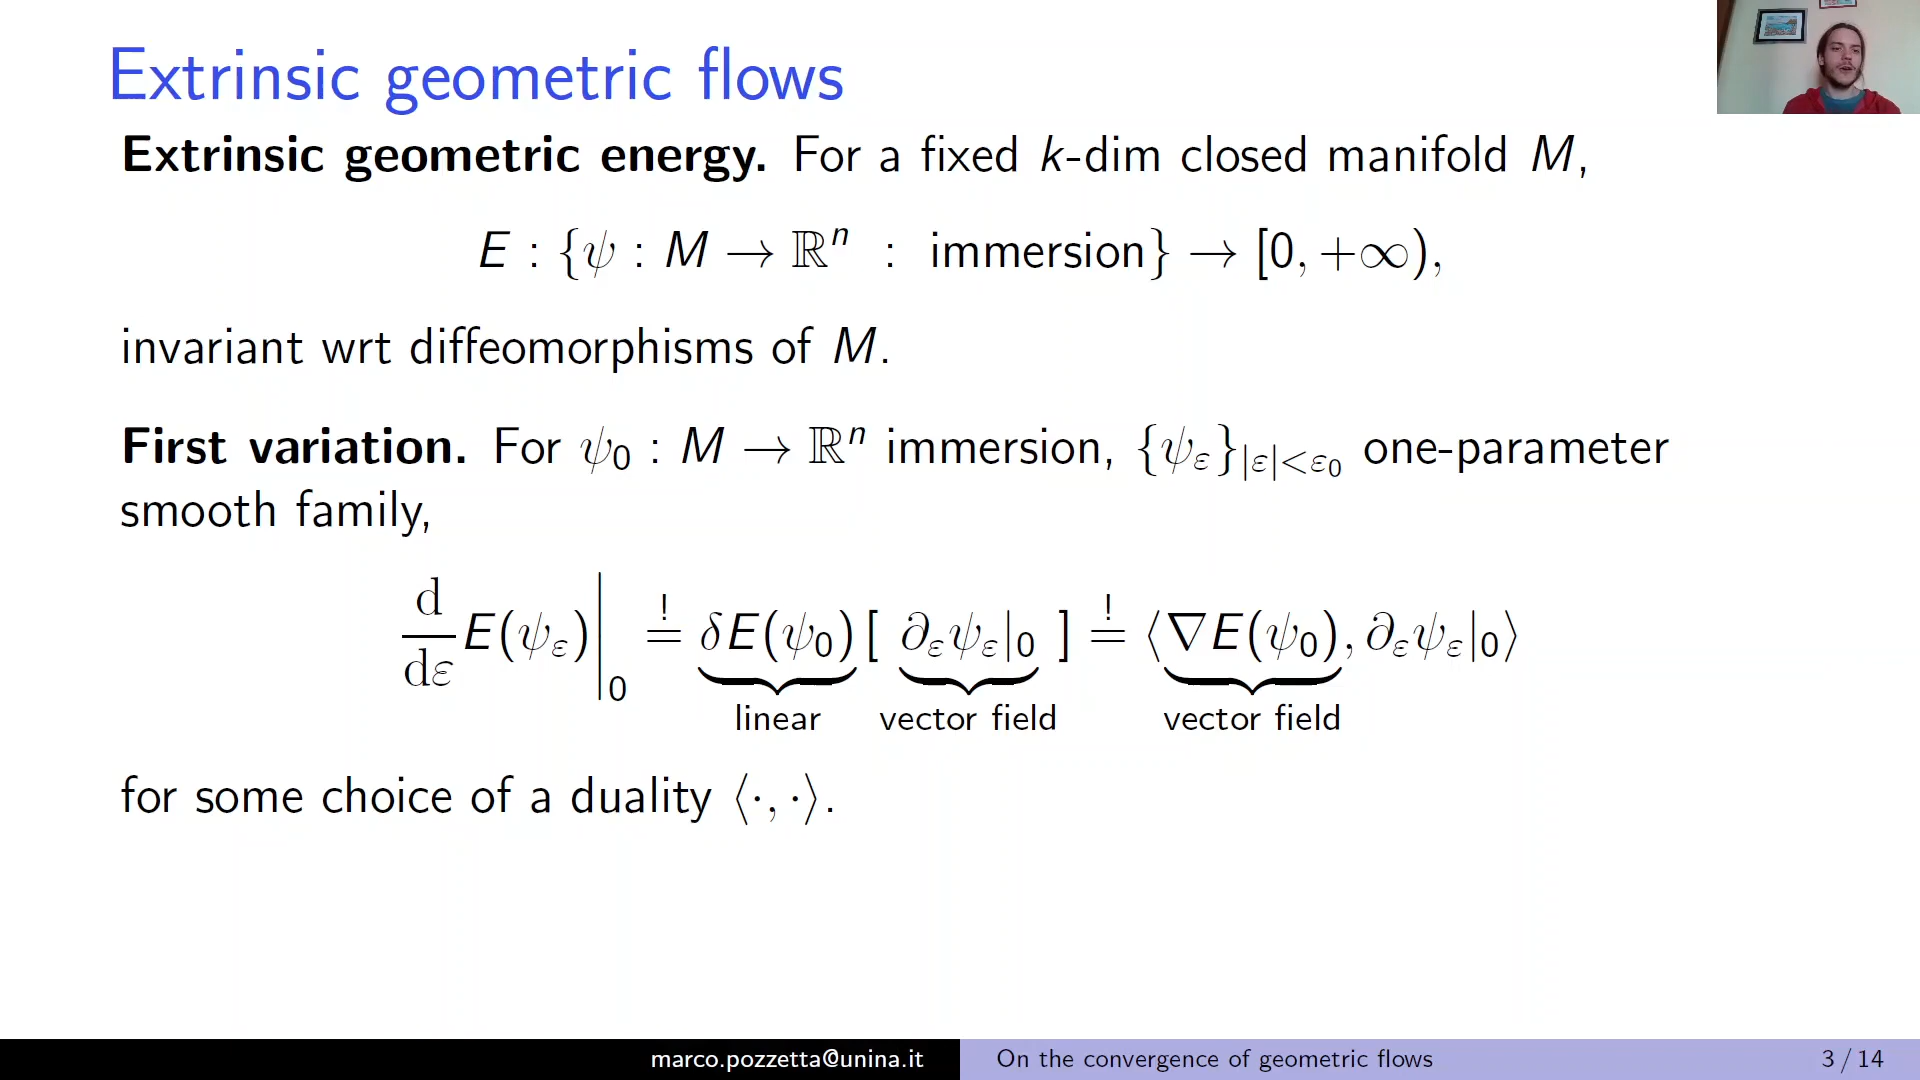 Extrinsic geometric flows
Extrinsic geometric energy. For a fixed k-dim closed manifold M,
E : {ψ : M → ℝⁿ : immersion} → [0, +∞),
invariant wrt diffeomorphisms of M.
First variation. For ψ₀ : M → ℝⁿ immersion, {ψ_ε}_{|ε|<ε₀} one-parameter
smooth family,
d/dε E(ψ_ε)|₀ =! δE(ψ₀) [ ∂_εψ_ε|₀ ] =! ⟨∇E(ψ₀), ∂_εψ_ε|₀⟩
linear vector field vector field
for some choice of a duality ⟨·, ·⟩.
marco.pozzetta@unina.it On the convergence of geometric flows 3 / 14